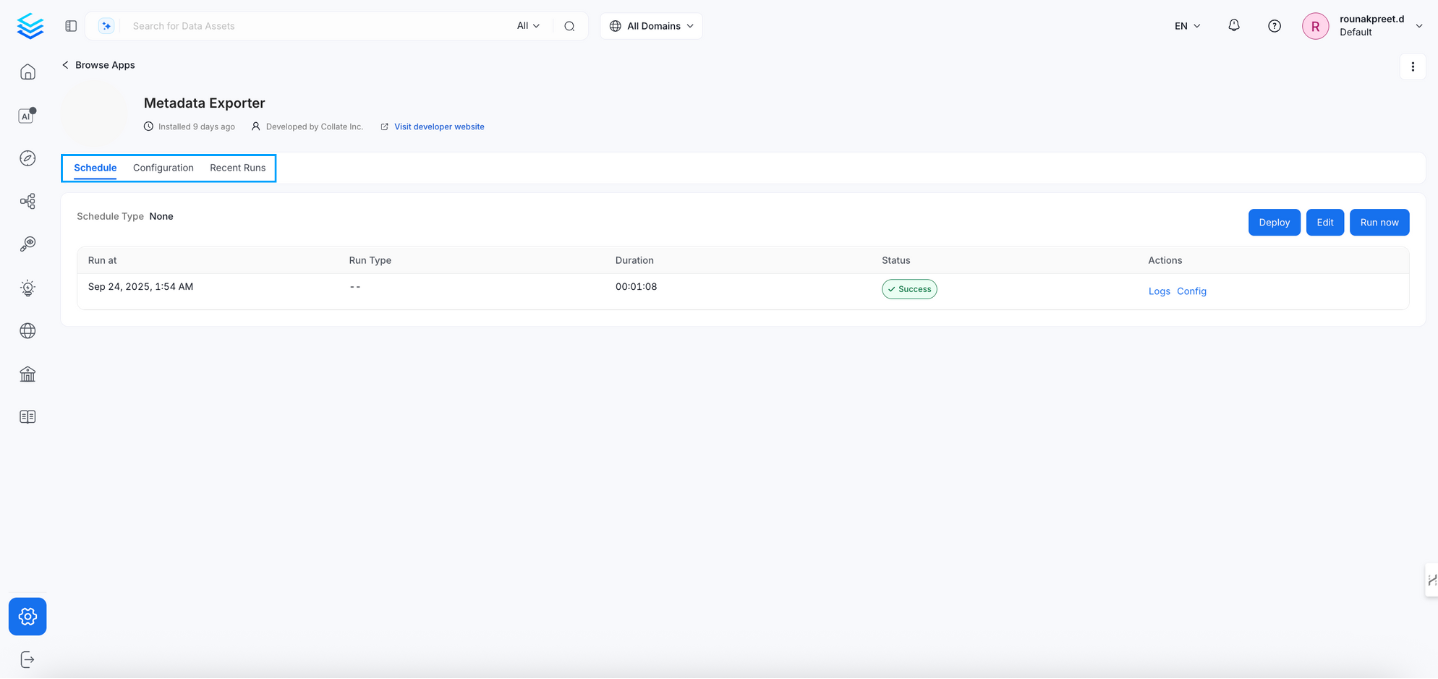 Search for Data Assets All All Domains EN rounakpreet.d
Default
Browse Apps
AI
Metadata Exporter
Installed 9 days ago Developed by Collate Inc. Visit developer website
Schedule Configuration Recent Runs
Schedule Type None Deploy Edit Run now
Run at Run Type Duration Status Actions
Sep 24, 2025, 1:54 AM -- 00:01:08 Success Logs Config
R